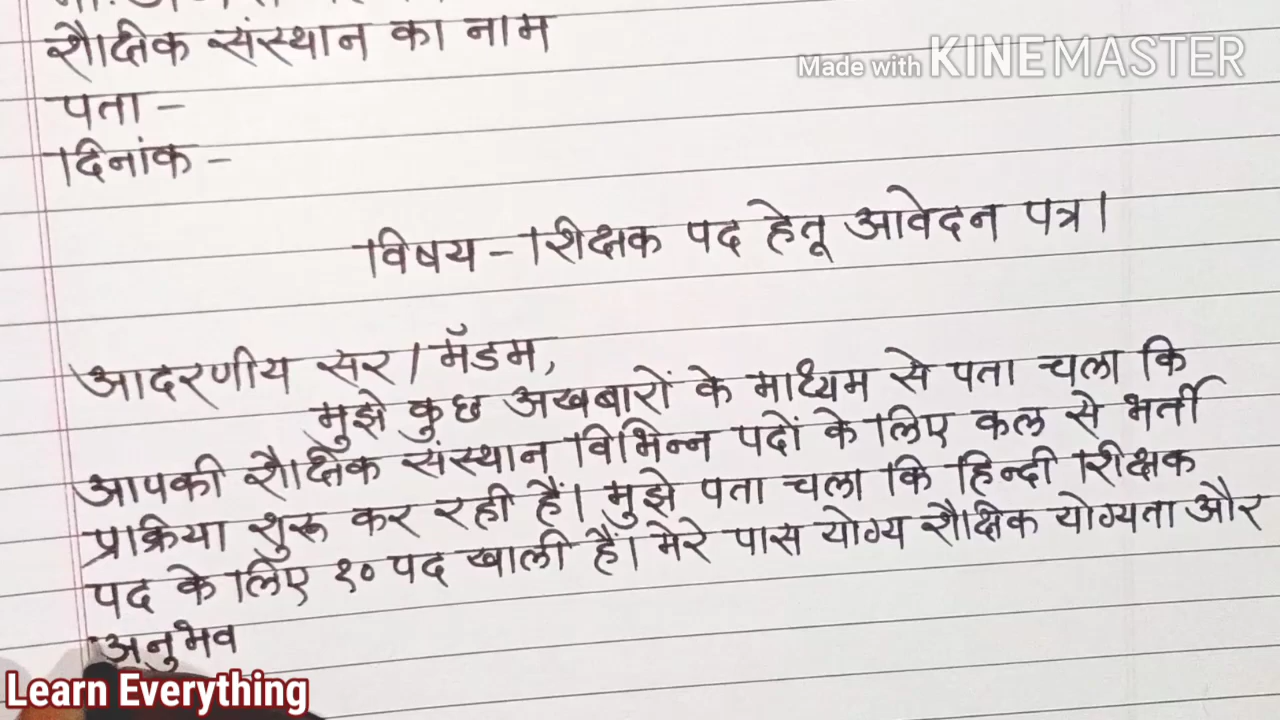 शैक्षिक संस्थान का नाम
Made with KINEMASTER
पता -
दिनांक -
विषय - शिक्षक पद हेतू आवेदन पत्र।
आदरणीय सर / मॅडम,
मुझे कुछ अखबारों के माध्यम से पता चला कि
आपकी शैक्षिक संस्थान विभिन्न पदों के लिए कल से भर्ती
प्राक्रिया शुरू कर रही हैं। मुझे पता चला कि हिन्दी शिक्षक
पद के लिए १० पद खाली हैं। मेरे पास योग्य शैक्षिक योग्यता और
अनुभव
Learn Everything